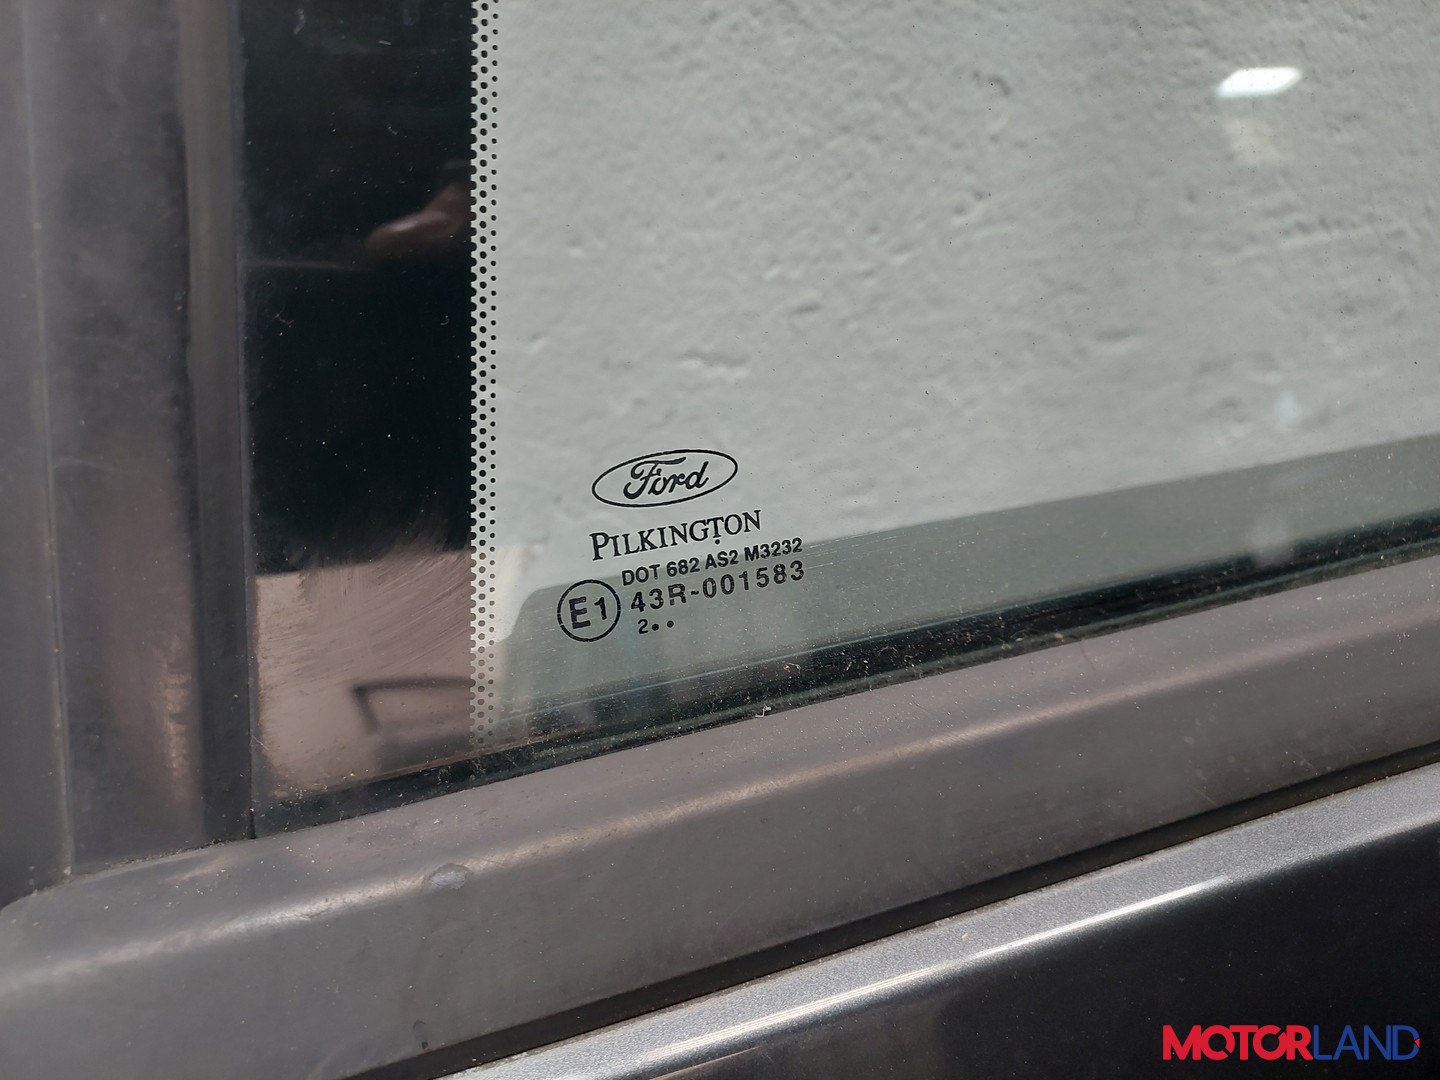 Ford
PILKINGTON
DOT 682 AS2 M3232
E1 43R-001583
2••
MOTORLAND